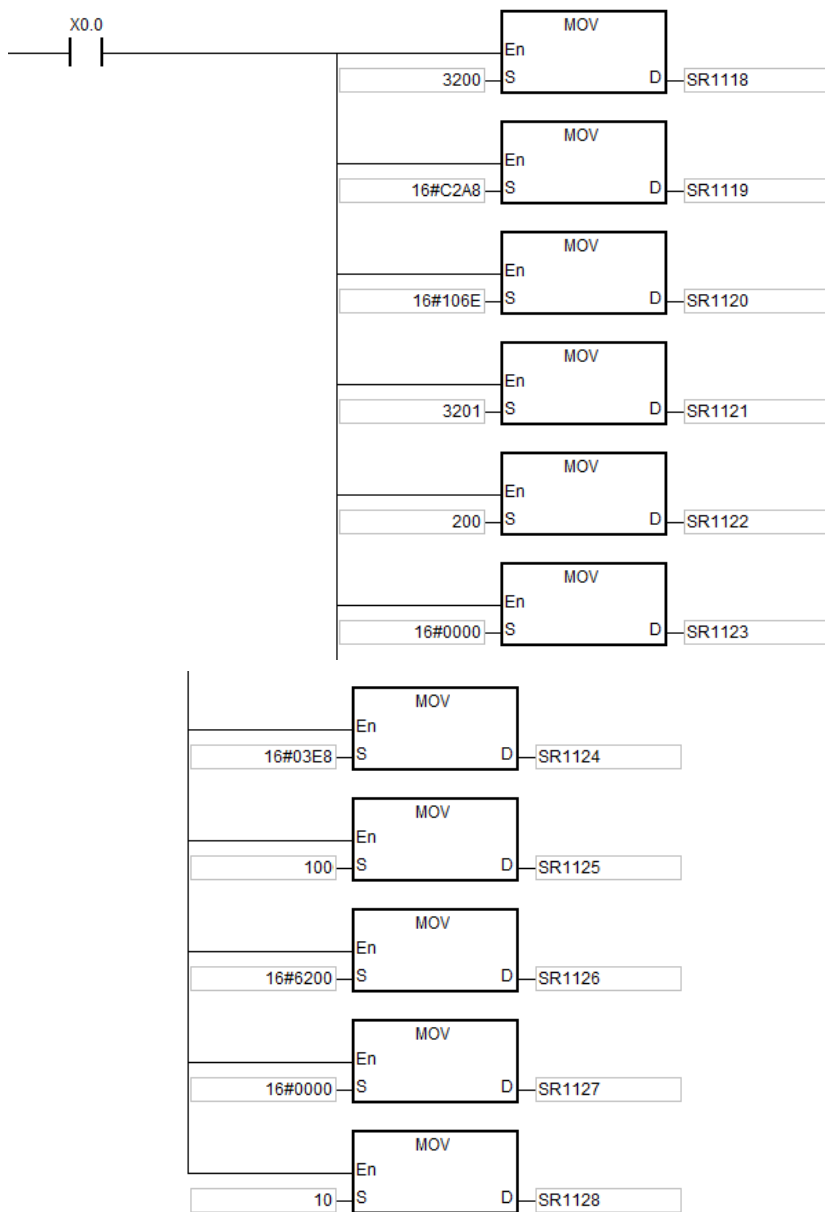 X0.0
MOV
En
3200 S D SR1118
MOV
En
16#C2A8 S D SR1119
MOV
En
16#106E S D SR1120
MOV
En
3201 S D SR1121
MOV
En
200 S D SR1122
MOV
En
16#0000 S D SR1123
MOV
En
16#03E8 S D SR1124
MOV
En
100 S D SR1125
MOV
En
16#6200 S D SR1126
MOV
En
16#0000 S D SR1127
MOV
En
10 S D SR1128